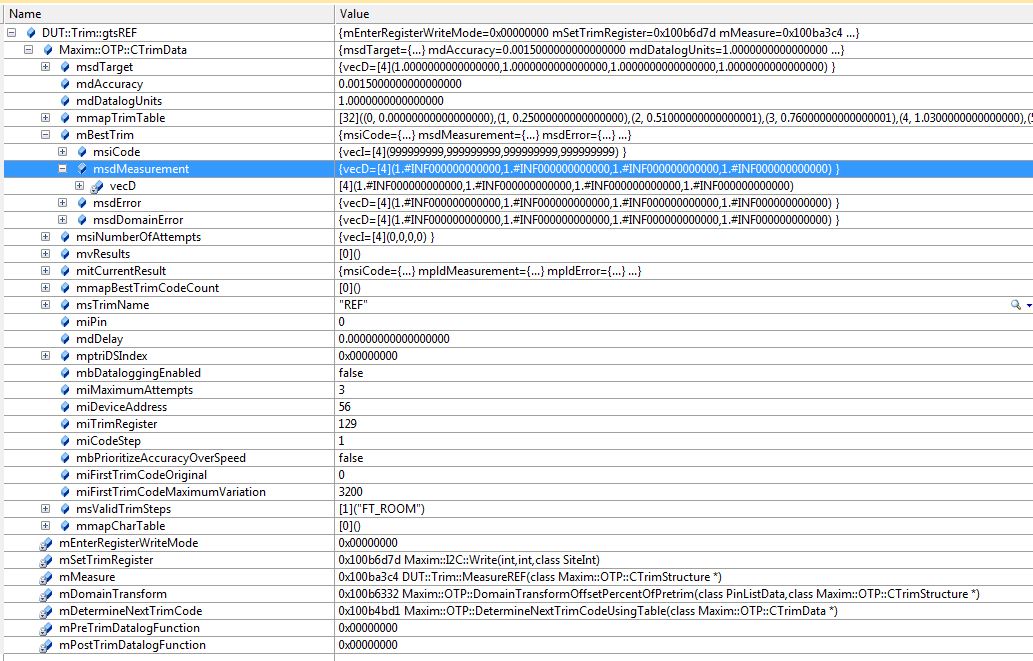 Name Value
DUT::Trim::gtsREF {mEnterRegisterWriteMode=0x00000000 mSetTrimRegister=0x100b6d7d mMeasure=0x100ba3c4 ...}
Maxim::OTP::CTrimData {msdTarget={...} mdAccuracy=0.0015000000000000000 mdDatalogUnits=1.0000000000000 ...}
msdTarget {vecD=[4](1.0000000000000000,1.0000000000000000,1.0000000000000000,1.0000000000000000) }
mdAccuracy 0.0015000000000000000
mdDatalogUnits 1.0000000000000000
mmapTrimTable [32]((0, 0.00000000000000000),(1, 0.25000000000000000),(2, 0.51000000000000001),(3, 0.76000000000000001),(4, 1.0300000000000000),(5
mBestTrim {msiCode={...} msdMeasurement={...} msdError={...} ...}
msiCode {vecI=[4](999999999,999999999,999999999,999999999) }
msdMeasurement {vecD=[4](1.#INF000000000000,1.#INF000000000000,1.#INF000000000000,1.#INF000000000000) }
vecD [4](1.#INF000000000000,1.#INF000000000000,1.#INF000000000000,1.#INF000000000000)
msdError {vecD=[4](1.#INF000000000000,1.#INF000000000000,1.#INF000000000000,1.#INF000000000000) }
msdDomainError {vecD=[4](1.#INF000000000000,1.#INF000000000000,1.#INF000000000000,1.#INF000000000000) }
msiNumberOfAttempts {vecI=[4](0,0,0,0) }
mvResults [0]()
mitCurrentResult {msiCode={...} mpldMeasurement={...} mpldError={...} ...}
mmapBestTrimCodeCount [0]()
msTrimName "REF"
miPin 0
mdDelay 0.00000000000000000
mptriDSIndex 0x00000000
mbDataloggingEnabled false
miMaximumAttempts 3
miDeviceAddress 56
miTrimRegister 129
miCodeStep 1
mbPrioritizeAccuracyOverSpeed false
miFirstTrimCodeOriginal 0
miFirstTrimCodeMaximumVariation 3200
msValidTrimSteps [1]("FT_ROOM")
mmapCharTable [0]()
mEnterRegisterWriteMode 0x00000000
mSetTrimRegister 0x100b6d7d Maxim::I2C::Write(int,int,class SiteInt)
mMeasure 0x100ba3c4 DUT::Trim::MeasureREF(class Maxim::OTP::CTrimStructure *)
mDomainTransform 0x100b6332 Maxim::OTP::DomainTransformOffsetPercentOfPretrim(class PinListData,class Maxim::OTP::CTrimStructure *)
mDetermineNextTrimCode 0x100b4bd1 Maxim::OTP::DetermineNextTrimCodeUsingTable(class Maxim::OTP::CTrimData *)
mPreTrimDatalogFunction 0x00000000
mPostTrimDatalogFunction 0x00000000